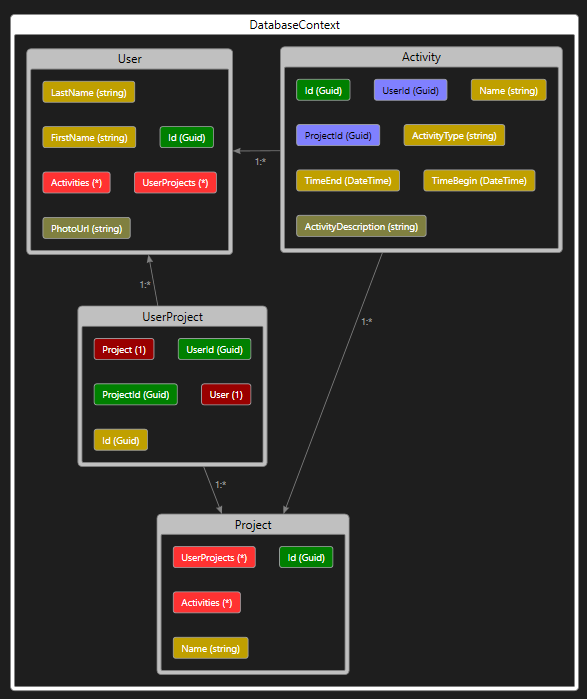 DatabaseContext
User
LastName (string)
FirstName (string)
Id (Guid)
Activities (*)
UserProjects (*)
PhotoUrl (string)
Activity
Id (Guid)
UserId (Guid)
Name (string)
ProjectId (Guid)
ActivityType (string)
TimeEnd (DateTime)
TimeBegin (DateTime)
ActivityDescription (string)
1:*
1:*
1:*
UserProject
Project (1)
UserId (Guid)
ProjectId (Guid)
User (1)
Id (Guid)
1:*
Project
UserProjects (*)
Id (Guid)
Activities (*)
Name (string)